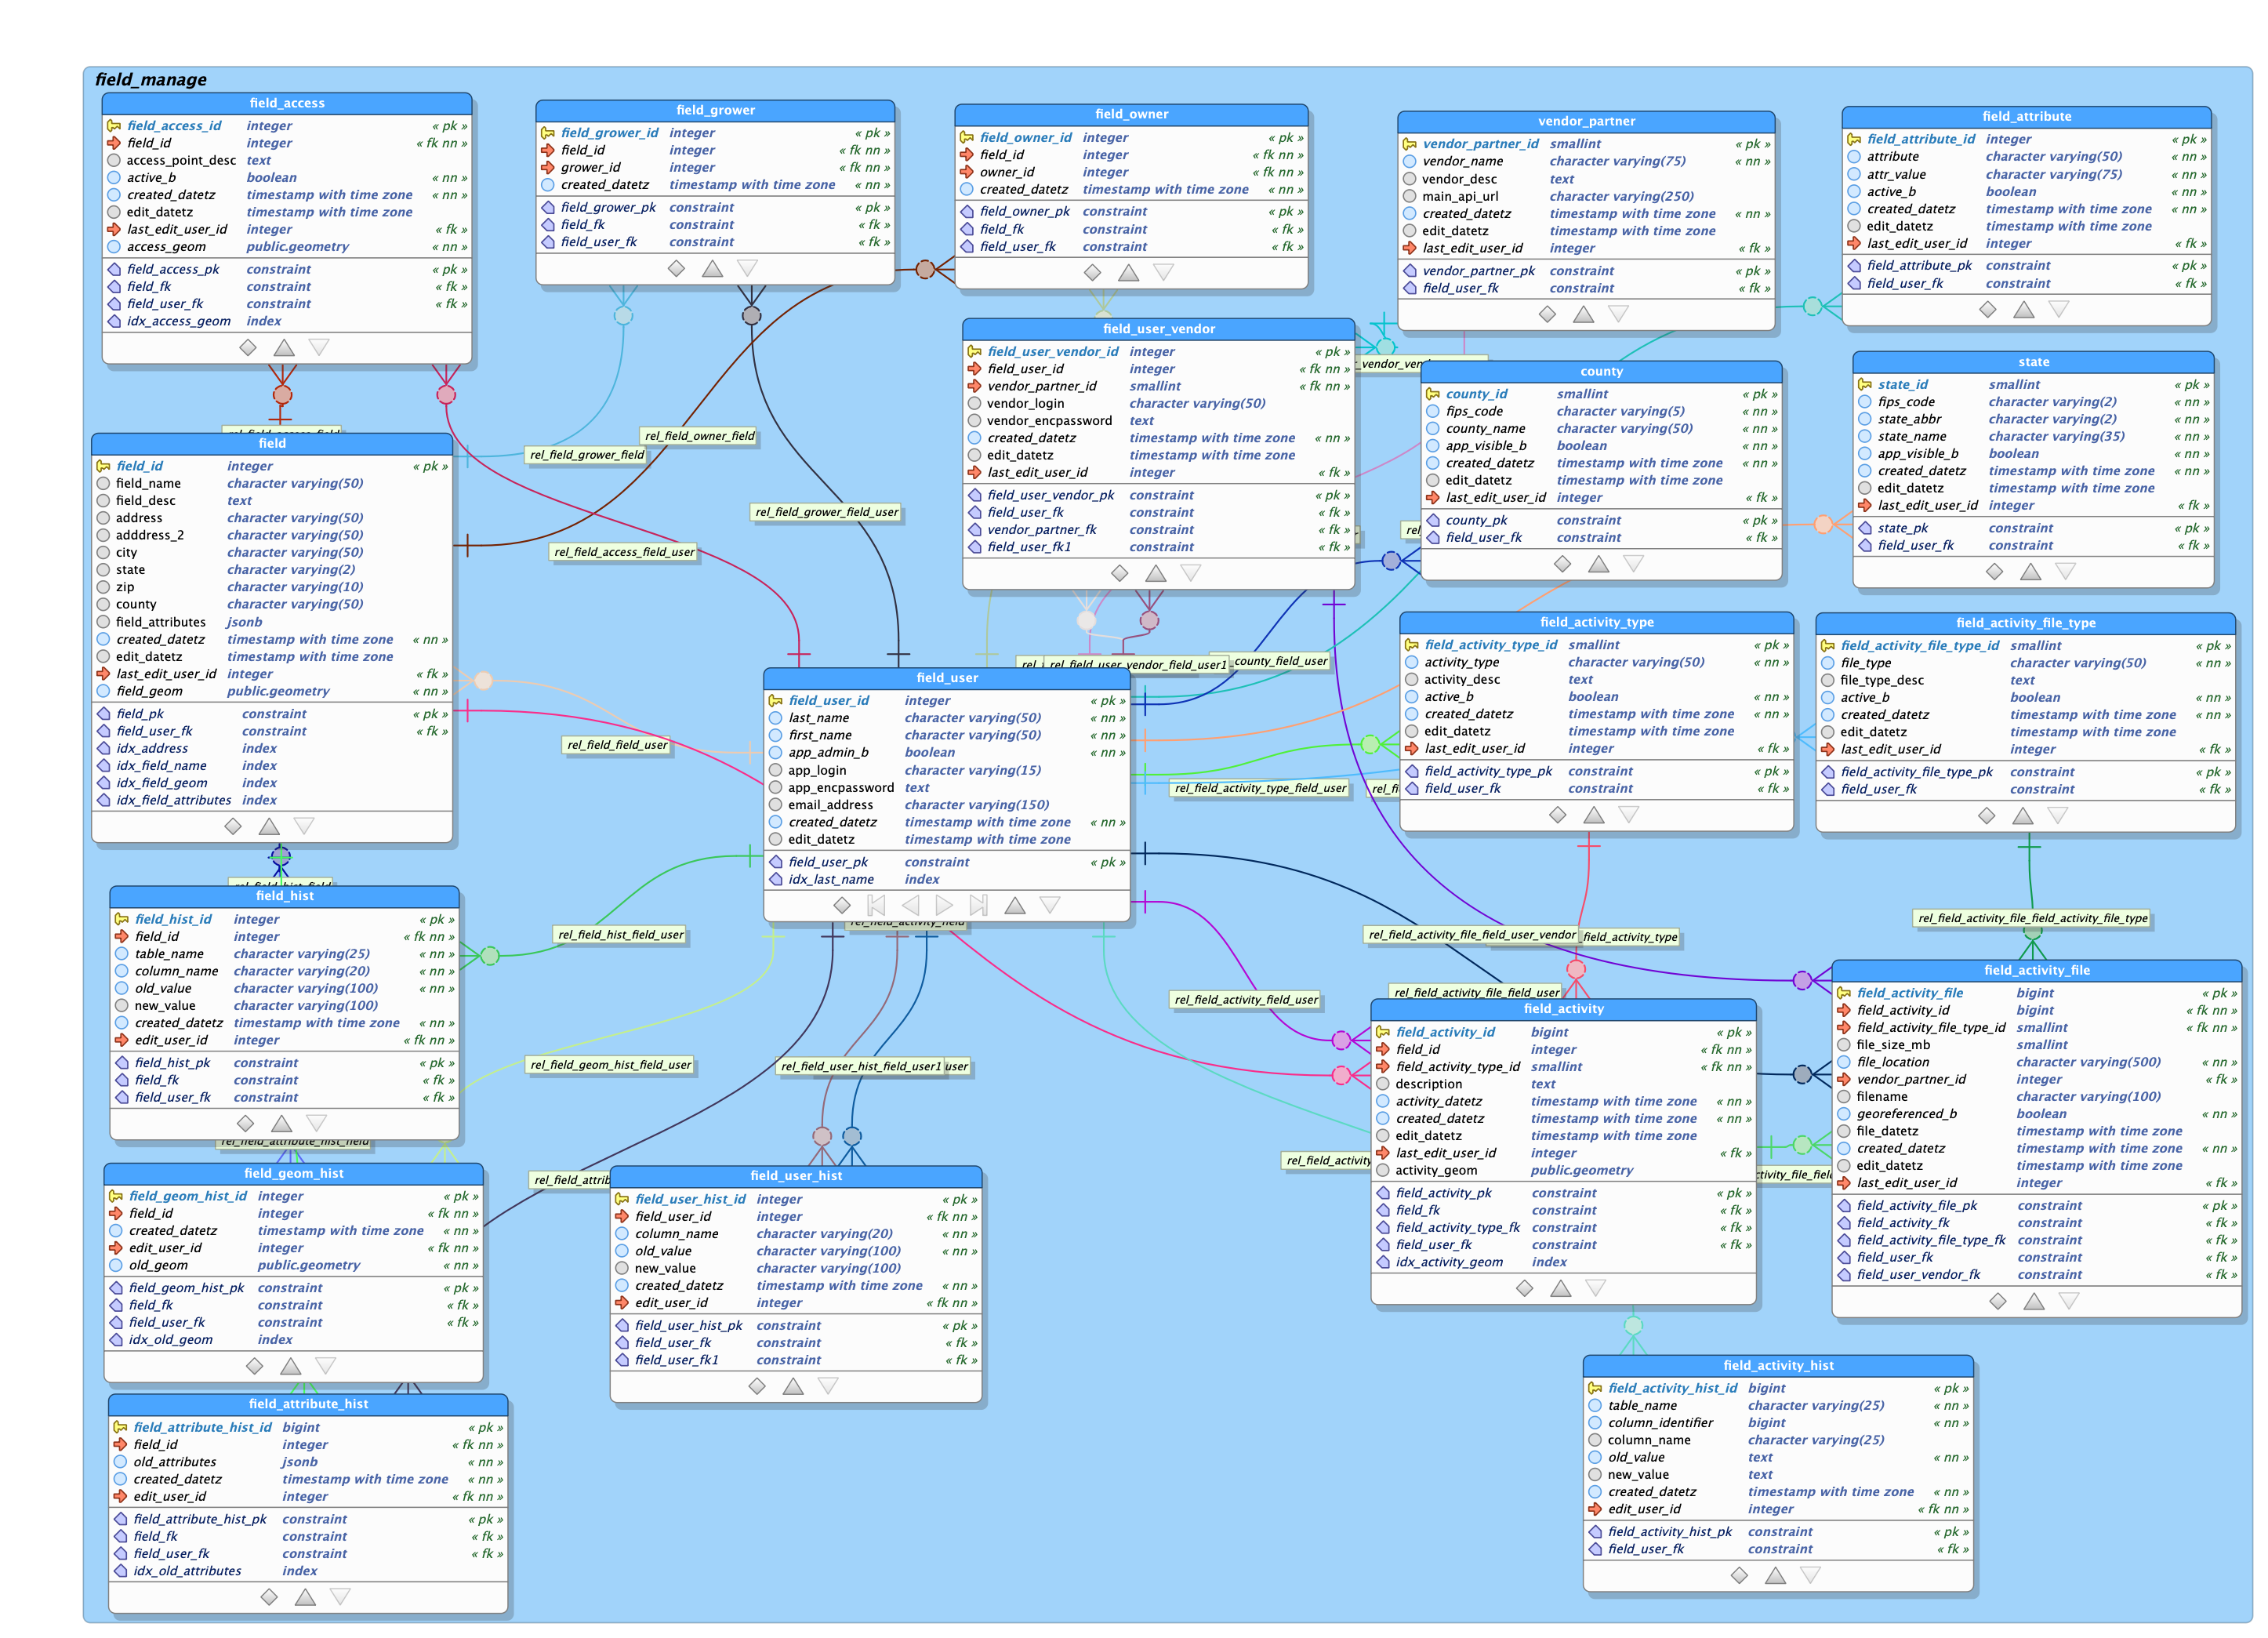 field_manage
field_access
field_access_id integer « pk »
field_id integer « fk nn »
access_point_desc text
active_b boolean « nn »
created_datetz timestamp with time zone « nn »
edit_datetz timestamp with time zone
last_edit_user_id integer « fk »
access_geom public.geometry « nn »
field_access_pk constraint « pk »
field_fk constraint « fk »
field_user_fk constraint « fk »
idx_access_geom index
field_grower
field_grower_id integer « pk »
field_id integer « fk nn »
grower_id integer « fk nn »
created_datetz timestamp with time zone « nn »
field_grower_pk constraint « pk »
field_fk constraint « fk »
field_user_fk constraint « fk »
field_owner
field_owner_id integer « pk »
field_id integer « fk nn »
owner_id integer « fk nn »
created_datetz timestamp with time zone « nn »
field_owner_pk constraint « pk »
field_fk constraint « fk »
field_user_fk constraint « fk »
vendor_partner
vendor_partner_id smallint « pk »
vendor_name character varying(75) « nn »
vendor_desc text
main_api_url character varying(250)
created_datetz timestamp with time zone « nn »
edit_datetz timestamp with time zone
last_edit_user_id integer « fk »
vendor_partner_pk constraint « pk »
field_user_fk constraint « fk »
field_attribute
field_attribute_id integer « pk »
attribute character varying(50) « nn »
attr_value character varying(75) « nn »
active_b boolean « nn »
created_datetz timestamp with time zone « nn »
edit_datetz timestamp with time zone
last_edit_user_id integer « fk »
field_attribute_pk constraint « pk »
field_user_fk constraint « fk »
field_user_vendor
field_user_vendor_id integer « pk »
field_user_id integer « fk nn »
vendor_partner_id smallint « fk nn »
vendor_login character varying(50)
vendor_encpassword text
created_datetz timestamp with time zone « nn »
edit_datetz timestamp with time zone
last_edit_user_id integer « fk »
field_user_vendor_pk constraint « pk »
field_user_fk constraint « fk »
vendor_partner_fk constraint « fk »
field_user_fk1 constraint « fk »
county
county_id smallint « pk »
fips_code character varying(5) « nn »
county_name character varying(50) « nn »
app_visible_b boolean « nn »
created_datetz timestamp with time zone « nn »
edit_datetz timestamp with time zone
last_edit_user_id integer « fk »
county_pk constraint « pk »
field_user_fk constraint « fk »
state
state_id smallint « pk »
fips_code character varying(2) « nn »
state_abbr character varying(2) « nn »
state_name character varying(35) « nn »
app_visible_b boolean « nn »
created_datetz timestamp with time zone « nn »
edit_datetz timestamp with time zone
last_edit_user_id integer « fk »
state_pk constraint « pk »
field_user_fk constraint « fk »
rel_field_owner_field
rel_field_grower_field
rel_field_grower_field_user
rel_field_access_field_user
field
field_id integer « pk »
field_name character varying(50)
field_desc text
address character varying(50)
adddress_2 character varying(50)
city character varying(50)
state character varying(2)
zip character varying(10)
county character varying(50)
field_attributes jsonb
created_datetz timestamp with time zone « nn »
edit_datetz timestamp with time zone
last_edit_user_id integer « fk »
field_geom public.geometry « nn »
field_pk constraint « pk »
field_user_fk constraint « fk »
idx_address index
idx_field_name index
idx_field_geom index
idx_field_attributes index
rel_field_field_user
rel_field_user_vendor_field_user1
county_field_user
field_user
field_user_id integer « pk »
last_name character varying(50) « nn »
first_name character varying(50) « nn »
app_admin_b boolean « nn »
app_login character varying(15)
app_encpassword text
email_address character varying(150)
created_datetz timestamp with time zone « nn »
edit_datetz timestamp with time zone
field_user_pk constraint « pk »
idx_last_name index
rel_field_activity_field
field_activity_type
field_activity_type_id smallint « pk »
activity_type character varying(50) « nn »
activity_desc text
active_b boolean « nn »
created_datetz timestamp with time zone « nn »
edit_datetz timestamp with time zone
last_edit_user_id integer « fk »
field_activity_type_pk constraint « pk »
field_user_fk constraint « fk »
field_activity_file_type
field_activity_file_type_id smallint « pk »
file_type character varying(50) « nn »
file_type_desc text
active_b boolean « nn »
created_datetz timestamp with time zone « nn »
edit_datetz timestamp with time zone
last_edit_user_id integer « fk »
field_activity_file_type_pk constraint « pk »
field_user_fk constraint « fk »
rel_field_activity_type_field_user
rel_field_hist_field
field_hist
field_hist_id integer « pk »
field_id integer « fk nn »
table_name character varying(25) « nn »
column_name character varying(20) « nn »
old_value character varying(100) « nn »
new_value character varying(100)
created_datetz timestamp with time zone « nn »
edit_user_id integer « fk nn »
field_hist_pk constraint « pk »
field_fk constraint « fk »
field_user_fk constraint « fk »
rel_field_hist_field_user
rel_field_activity_file_field_user_vendor
field_activity_type
rel_field_activity_file_field_activity_file_type
rel_field_activity_field_user
rel_field_activity_file_field_user
rel_field_geom_hist_field_user
rel_field_user_hist_field_user1
user
rel_field_attribute_hist_field
field_activity
field_activity_id bigint « pk »
field_id integer « fk nn »
field_activity_type_id smallint « fk nn »
description text
activity_datetz timestamp with time zone « nn »
created_datetz timestamp with time zone « nn »
edit_datetz timestamp with time zone
last_edit_user_id integer « fk »
activity_geom public.geometry
field_activity_pk constraint « pk »
field_fk constraint « fk »
field_activity_type_fk constraint « fk »
field_user_fk constraint « fk »
idx_activity_geom index
field_activity_file
field_activity_file bigint « pk »
field_activity_id bigint « fk nn »
field_activity_file_type_id smallint « fk nn »
file_size_mb smallint
file_location character varying(500) « nn »
vendor_partner_id integer « fk »
filename character varying(100)
georeferenced_b boolean « nn »
file_datetz timestamp with time zone
created_datetz timestamp with time zone « nn »
edit_datetz timestamp with time zone
last_edit_user_id integer « fk »
field_activity_file_pk constraint « pk »
field_activity_fk constraint « fk »
field_activity_file_type_fk constraint « fk »
field_user_fk constraint « fk »
field_user_vendor_fk constraint « fk »
rel_field_activity
field_geom_hist
field_geom_hist_id integer « pk »
field_id integer « fk nn »
created_datetz timestamp with time zone « nn »
edit_user_id integer « fk nn »
old_geom public.geometry « nn »
field_geom_hist_pk constraint « pk »
field_fk constraint « fk »
field_user_fk constraint « fk »
idx_old_geom index
rel_field_attrib
field_user_hist
field_user_hist_id integer « pk »
field_user_id integer « fk nn »
column_name character varying(20) « nn »
old_value character varying(100) « nn »
new_value character varying(100)
created_datetz timestamp with time zone « nn »
edit_user_id integer « fk nn »
field_user_hist_pk constraint « pk »
field_user_fk constraint « fk »
field_user_fk1 constraint « fk »
field_attribute_hist
field_attribute_hist_id bigint « pk »
field_id integer « fk nn »
old_attributes jsonb « nn »
created_datetz timestamp with time zone « nn »
edit_user_id integer « fk nn »
field_attribute_hist_pk constraint « pk »
field_fk constraint « fk »
field_user_fk constraint « fk »
idx_old_attributes index
field_activity_hist
field_activity_hist_id bigint « pk »
table_name character varying(25) « nn »
column_identifier bigint « nn »
column_name character varying(25)
old_value text « nn »
new_value text
created_datetz timestamp with time zone « nn »
edit_user_id integer « fk nn »
field_activity_hist_pk constraint « pk »
field_user_fk constraint « fk »